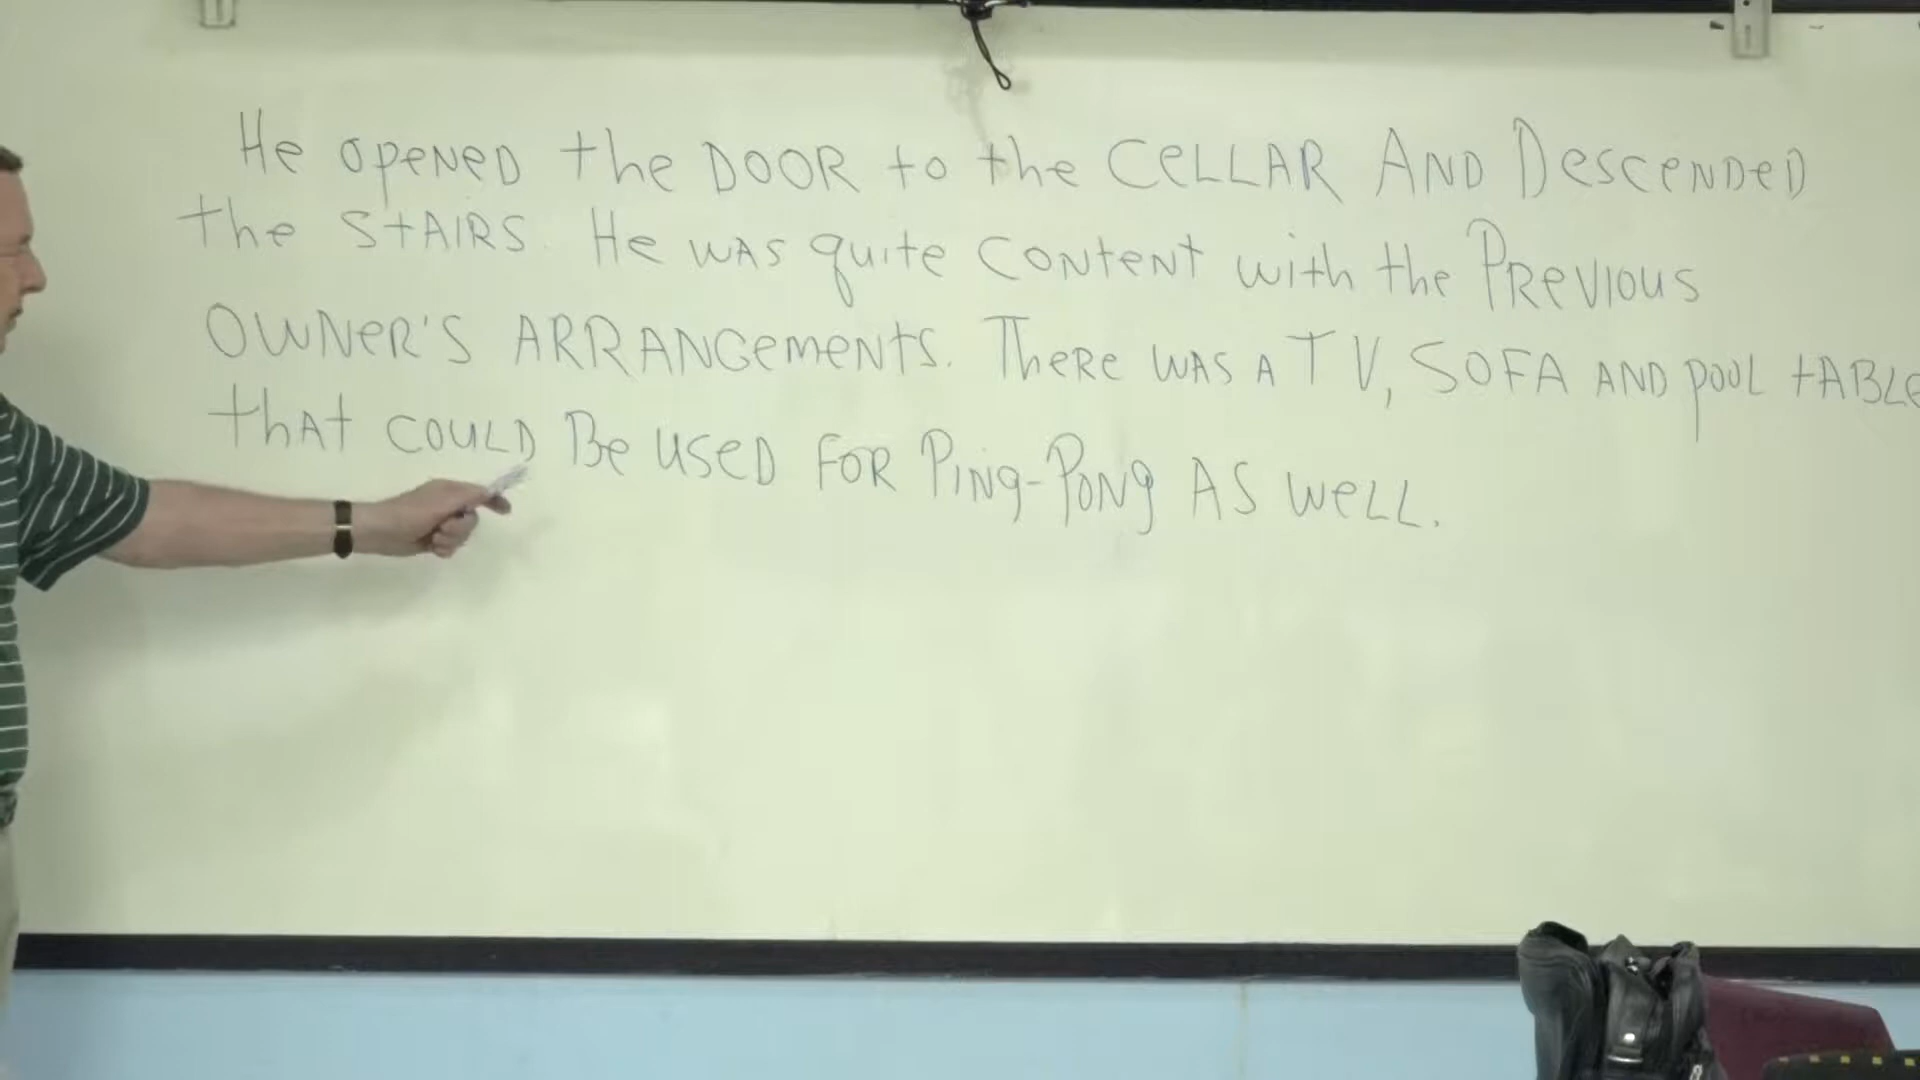 He opened the DOOR to the CeLLAR AND DescenDeD
the StAIRS. He WAS quite CONteNt with the PRevious
OWNeR'S ARRANGements. TheRe WAS A TV, SOFA AND pool tABLe
thAt COULD Be useD FOR Ping-Pong AS WeLL.